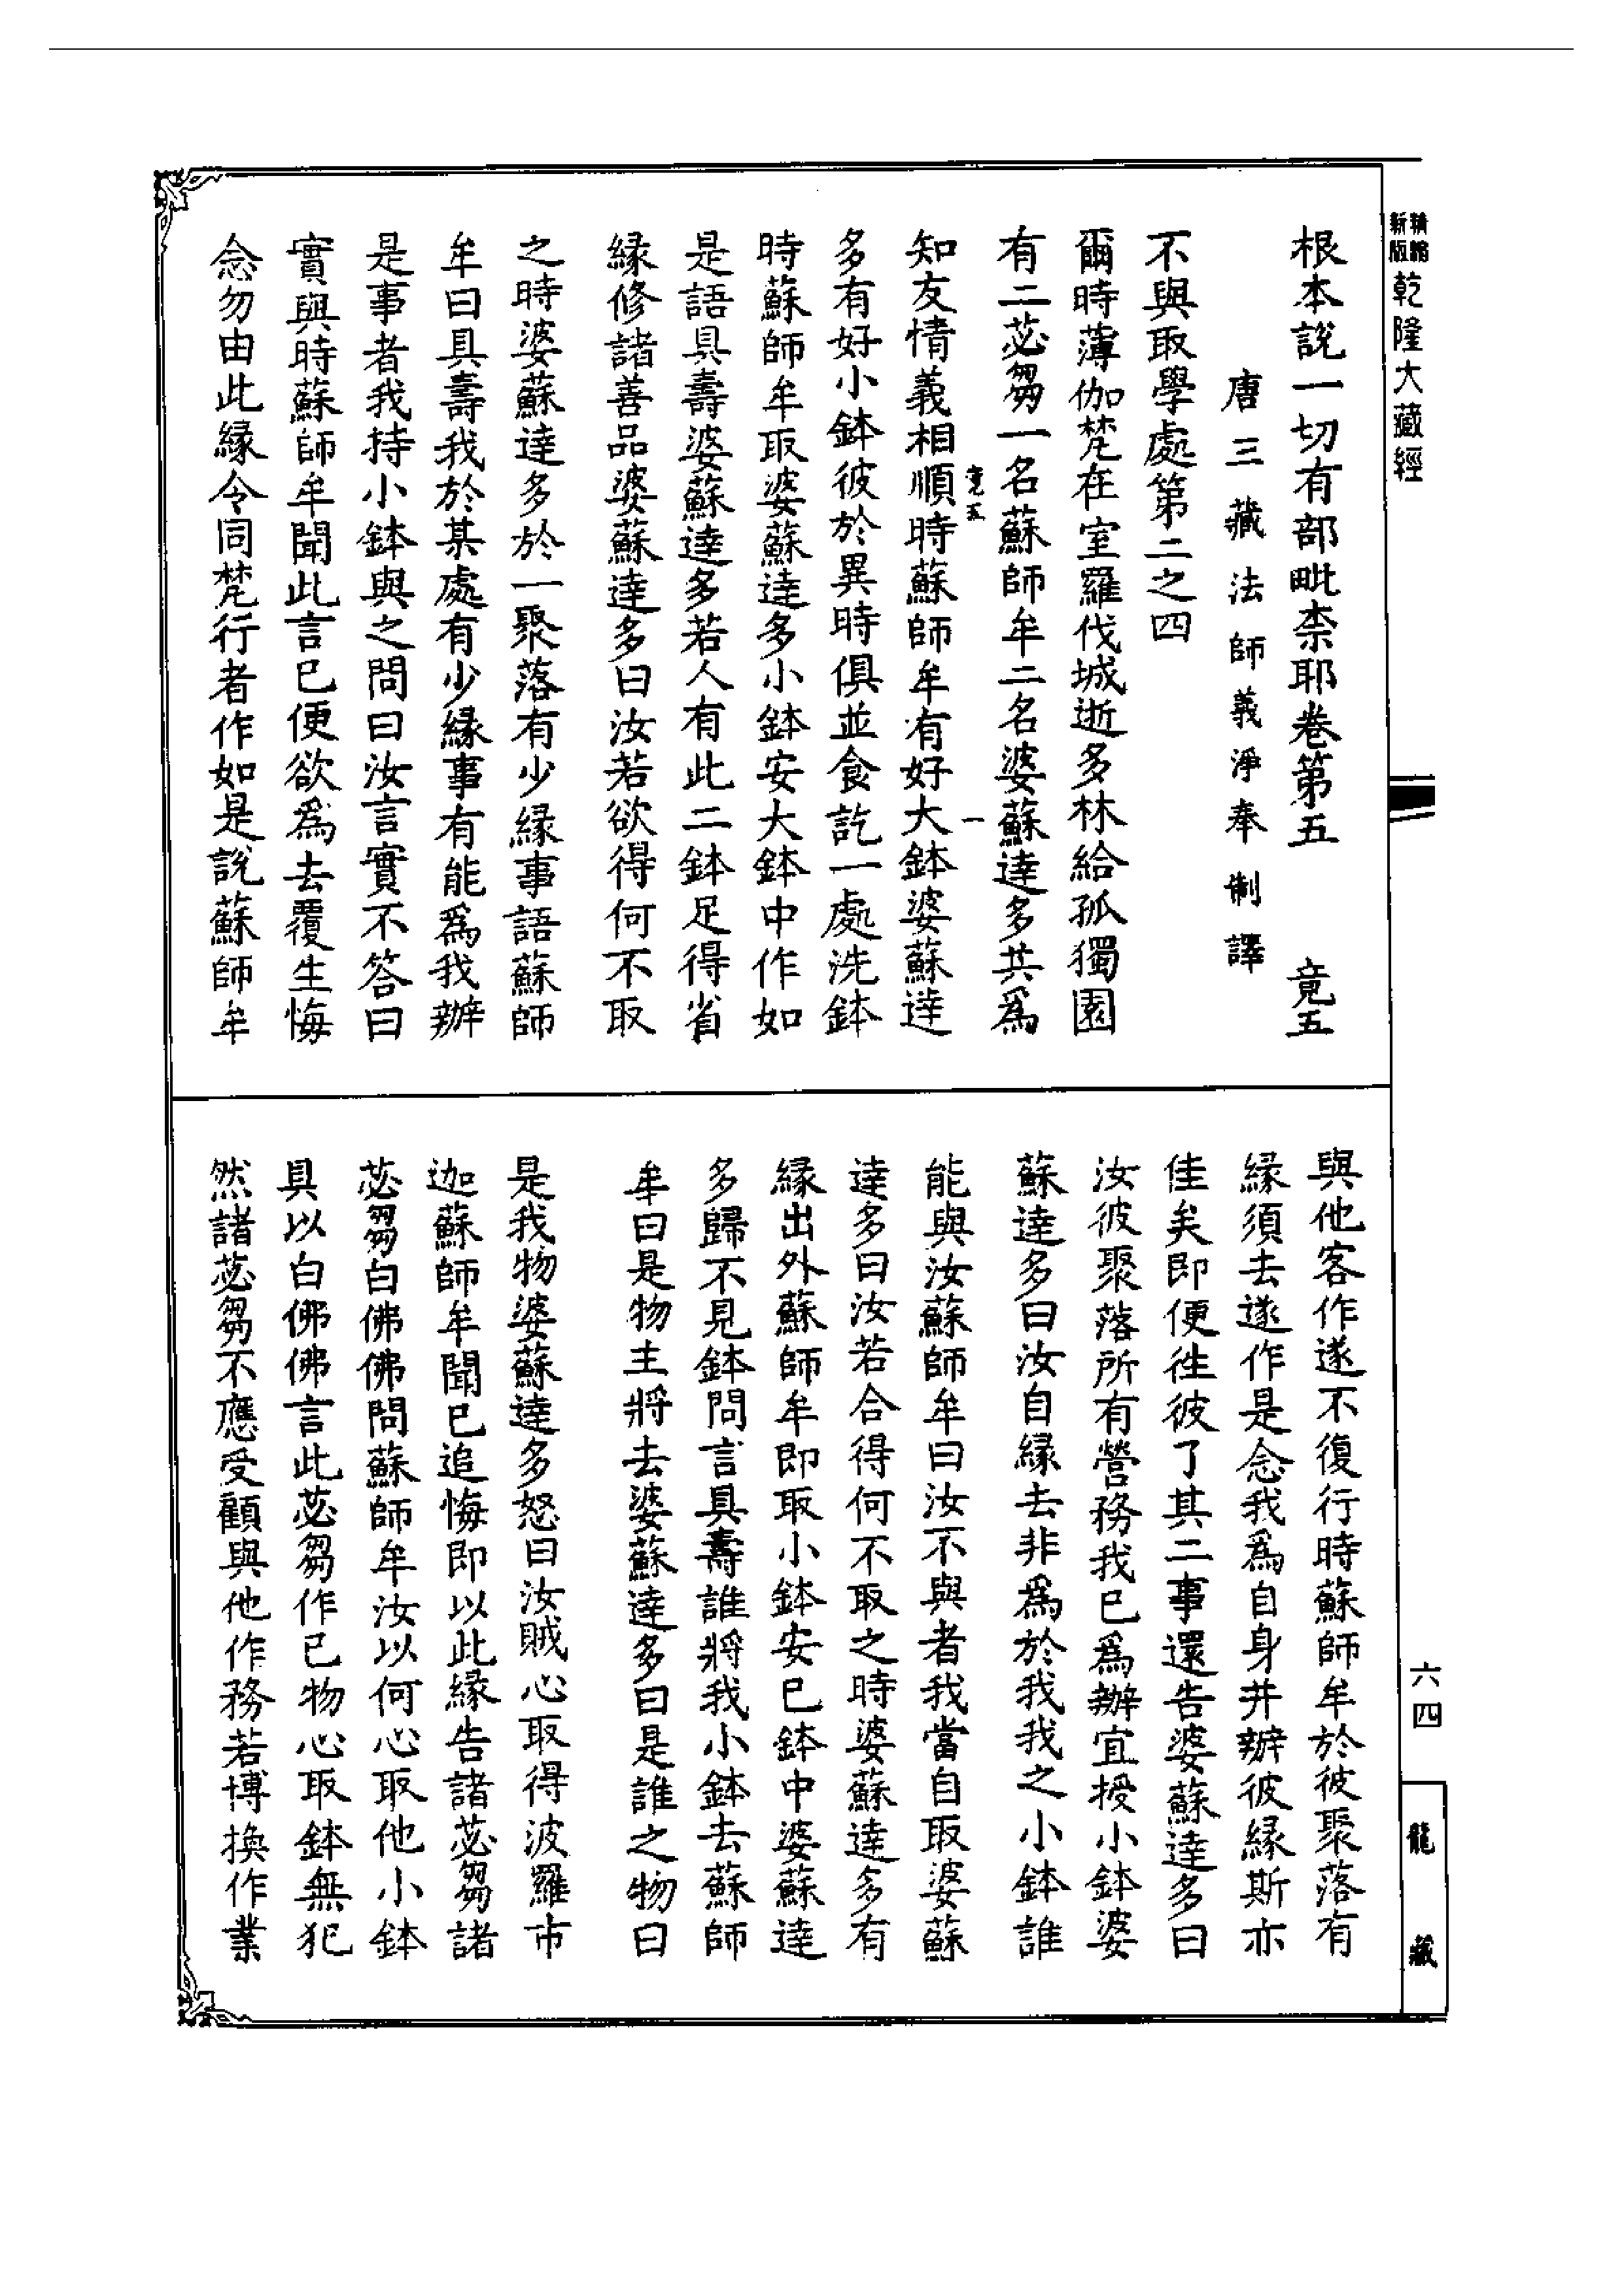 新編
縮版
乾隆大藏經
根本說一切有部毗柰耶卷第五　竟五
唐三藏法師義淨奉制譯
不與取學處第二之四
爾時薄伽梵在室羅伐城逝多林給孤獨園
有二苾芻一名蘇師牟二名婆蘇達多共為
竟五　一
知友情義相順時蘇師牟有好大鉢婆蘇達
多有好小鉢彼於異時俱並食訖一處洗鉢
時蘇師牟取婆蘇達多小鉢安大鉢中作如
是語具壽婆蘇達多若人有此二鉢足得省
緣修諸善品婆蘇達多曰汝若欲得何不取
之時婆蘇達多於一聚落有少緣事語蘇師
牟曰具壽我於某處有少緣事有能為我辦
是事者我持小鉢與之問曰汝言實不答曰
實與時蘇師牟聞此言已便欲為去覆生悔
念勿由此緣令同梵行者作如是說蘇師牟
與他客作遂不復行時蘇師牟於彼聚落有
緣須去遂作是念我為自身并辦彼緣斯亦
佳矣即便往彼了其二事還告婆蘇達多曰
汝彼聚落所有營務我已為辦宜授小鉢婆
蘇達多曰汝自緣去非為於我我之小鉢誰
能與汝蘇師牟曰汝不與者我當自取婆蘇
達多曰汝若合得何不取之時婆蘇達多有
緣出外蘇師牟即取小鉢安已鉢中婆蘇達
多歸不見鉢問言具壽誰將我小鉢去蘇師
牟曰是物主將去婆蘇達多曰是誰之物曰
是我物婆蘇達多怒曰汝賊心取得波羅市
迦蘇師牟聞已追悔即以此緣告諸苾芻諸
苾芻白佛佛問蘇師牟汝以何心取他小鉢
具以白佛佛言此苾芻作已物心取鉢無犯
然諸苾芻不應受顧與他作務若博換作業
六四
龍藏